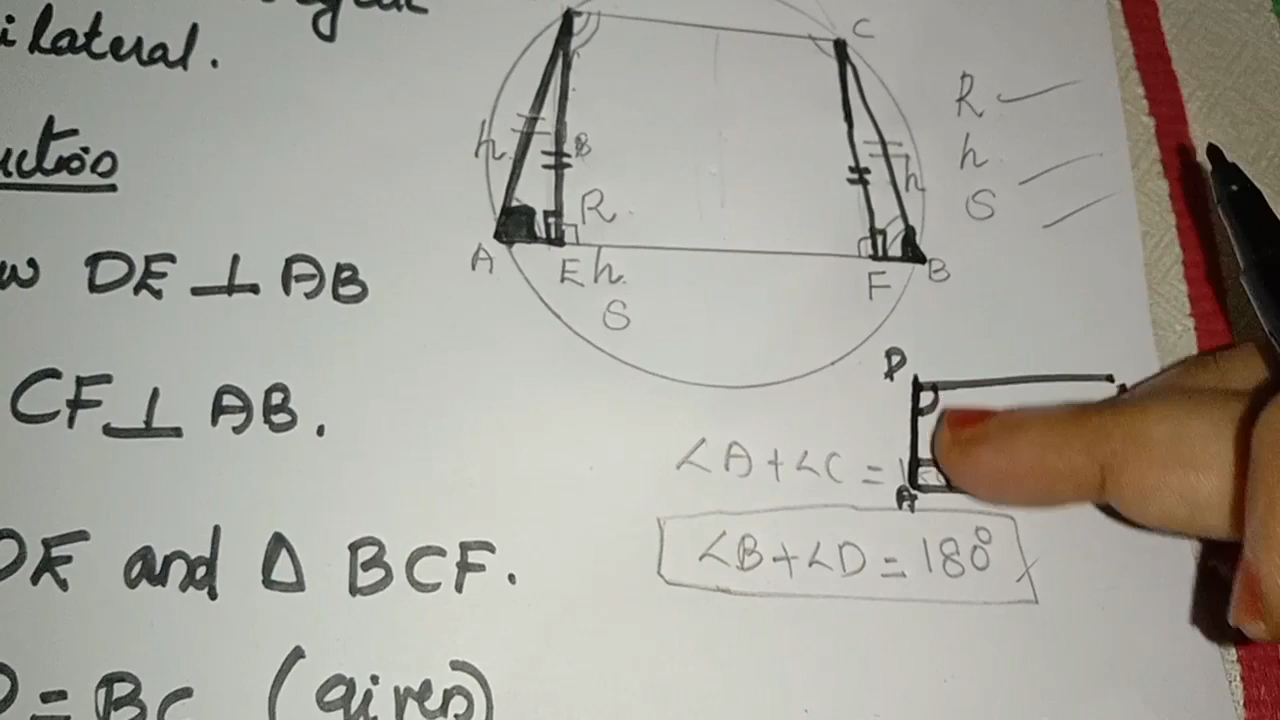 ilateral.
uctio
w DE ⊥ AB
CF ⊥ AB.
DE and Δ BCF.
D = BC (given)
C
h
B
R
h
A
E
h
S
F
B
R
h
S
D
A
∠A+∠C =
∠B+∠D = 180°